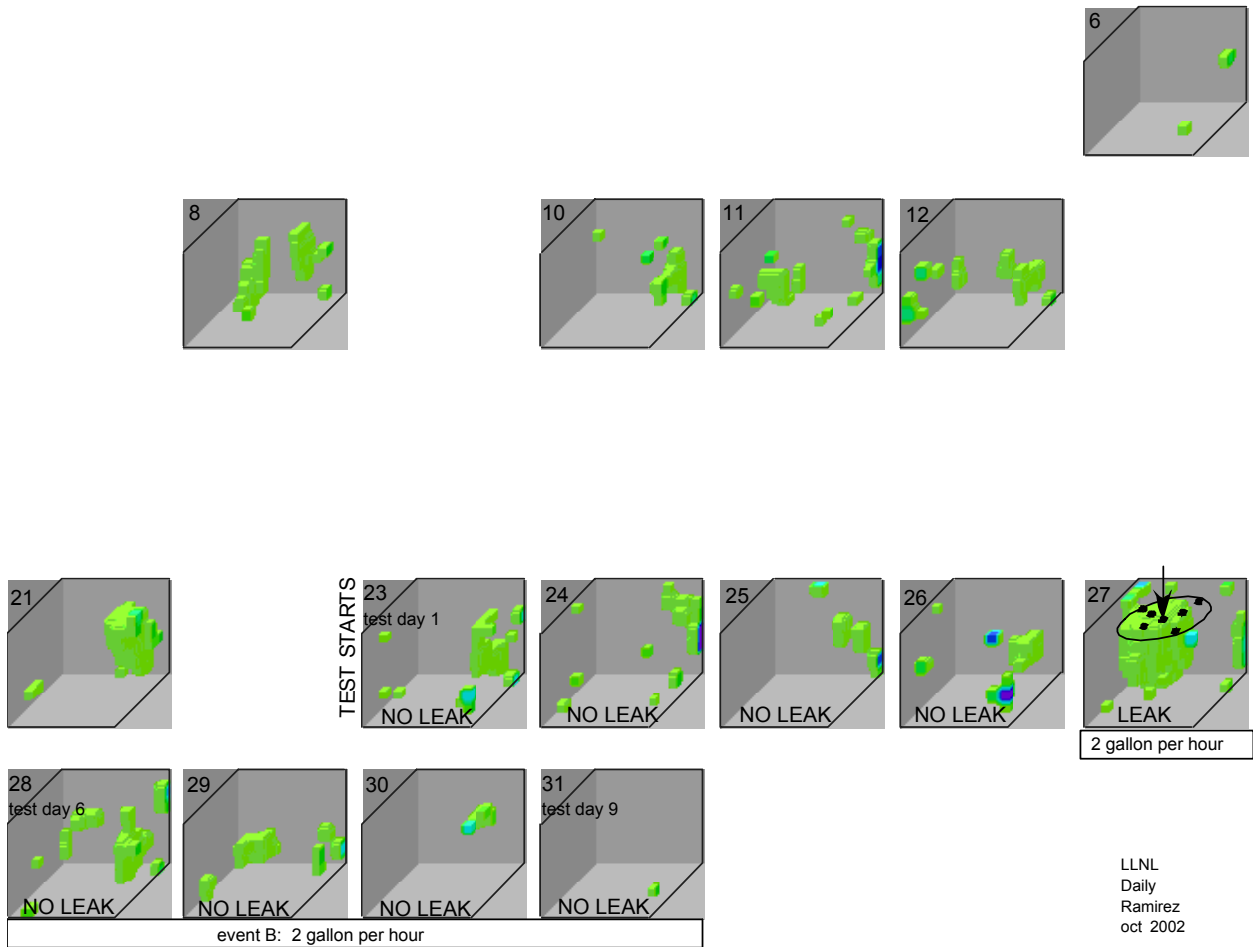 6
8
10
11
12
21
TEST STARTS
23
test day 1
NO LEAK
24
NO LEAK
25
NO LEAK
26
NO LEAK
27
LEAK
2 gallon per hour
28
test day 6
NO LEAK
29
NO LEAK
30
NO LEAK
31
test day 9
NO LEAK
event B: 2 gallon per hour
LLNL
Daily
Ramirez
oct 2002